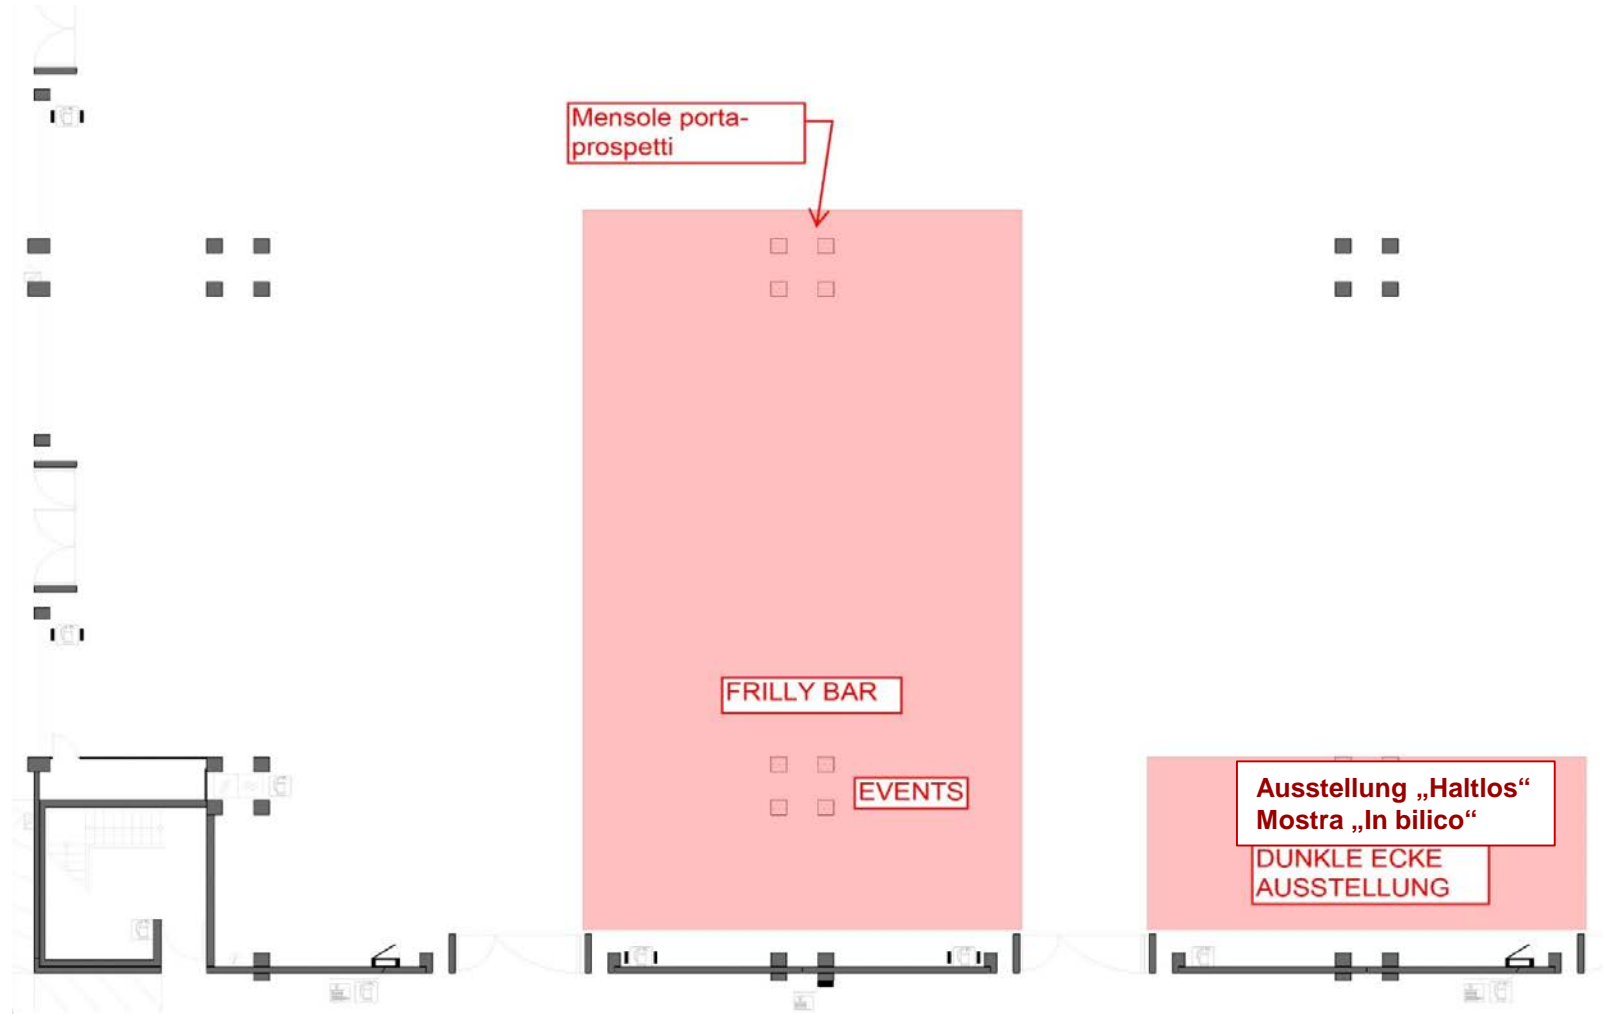 Mensole porta-
prospetti
FRILLY BAR
EVENTS
Ausstellung „Haltlos“
Mostra „In bilico“
DUNKLE ECKE
AUSSTELLUNG